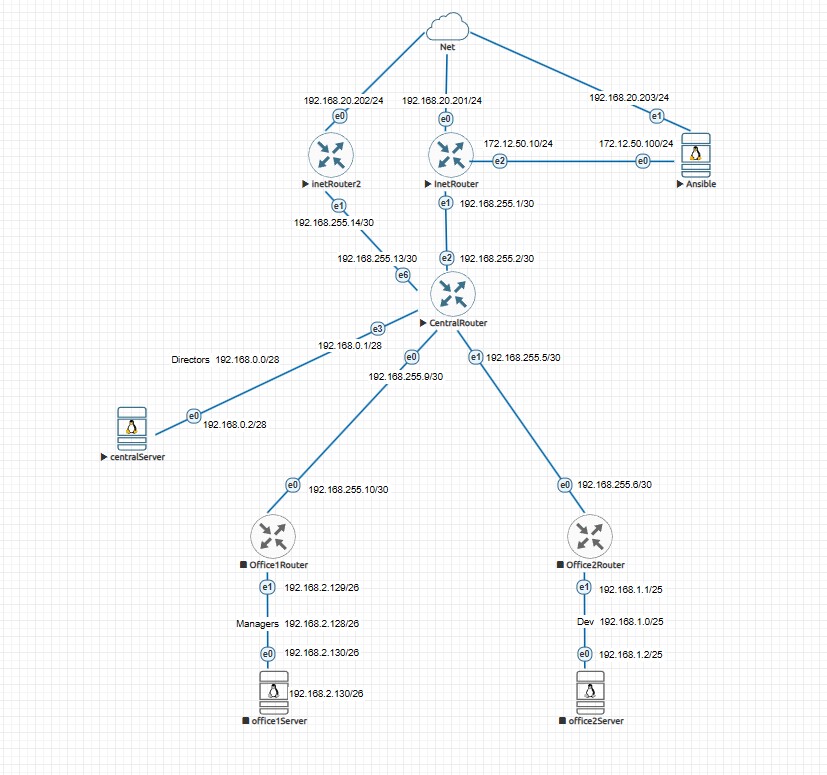 Net
192.168.20.202/24
192.168.20.201/24
192.168.20.203/24
e0
e0
e1
172.12.50.10/24
172.12.50.100/24
e2
e0
inetRouter2
InetRouter
Ansible
e1
e1
192.168.255.1/30
192.168.255.14/30
192.168.255.13/30
e2
192.168.255.2/30
e6
CentralRouter
e3
192.168.0.1/28
e0
e1
192.168.255.5/30
Directors 192.168.0.0/28
192.168.255.9/30
e0
192.168.0.2/28
centralServer
e0
192.168.255.10/30
e0
192.168.255.6/30
Office1Router
Office2Router
e1
192.168.2.129/26
e1
192.168.1.1/25
Managers 192.168.2.128/26
Dev 192.168.1.0/25
e0
192.168.2.130/26
e0
192.168.1.2/25
192.168.2.130/26
office1Server
office2Server